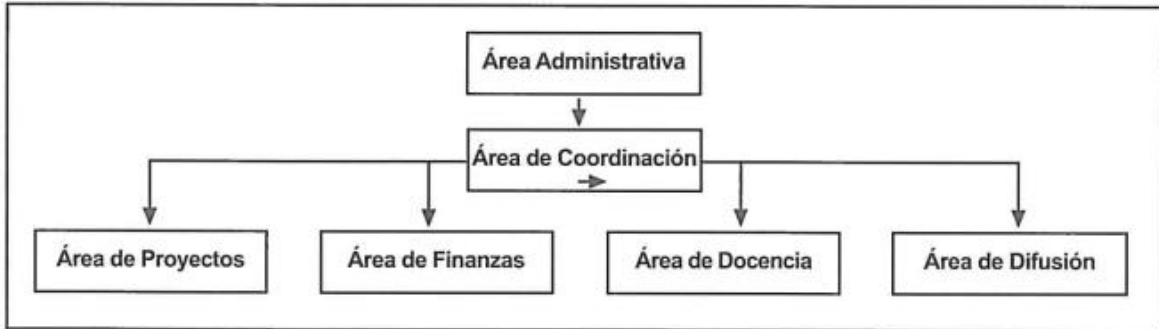 Área Administrativa
Área de Coordinación
Área de Proyectos
Área de Finanzas
Área de Docencia
Área de Difusión